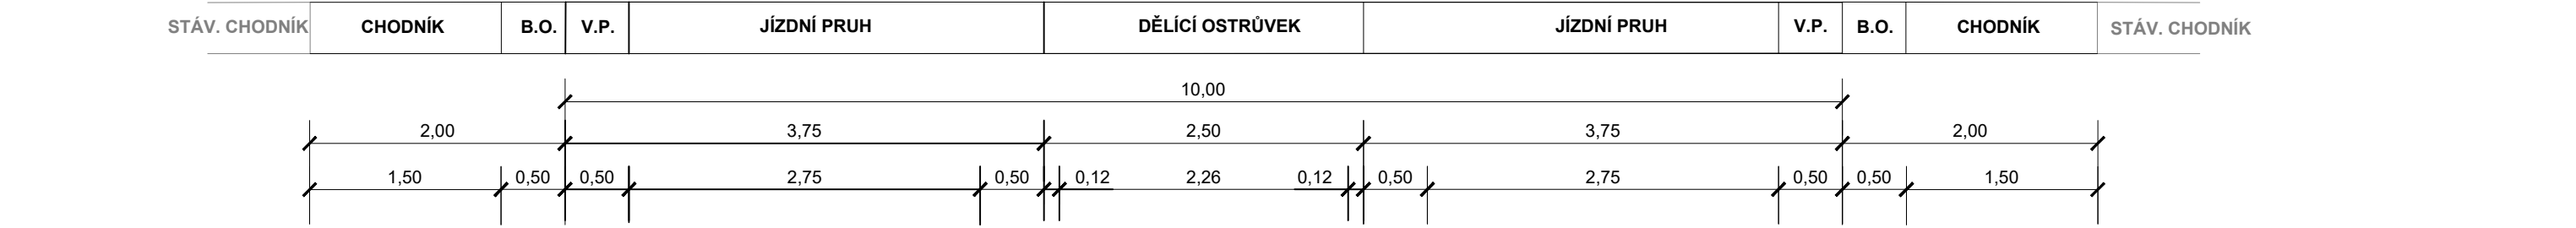 STÁV. CHODNÍK CHODNÍK B.O. V.P. JÍZDNÍ PRUH DĚLÍCÍ OSTRŮVEK JÍZDNÍ PRUH V.P. B.O. CHODNÍK STÁV. CHODNÍK
10,00
2,00 3,75 2,50 3,75 2,00
1,50 0,50 0,50 2,75 0,50 0,12 2,26 0,12 0,50 2,75 0,50 0,50 1,50